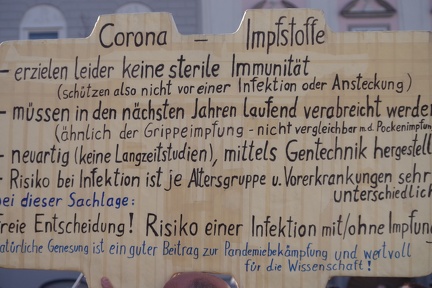 Corona - Impfstoffe
- erzielen leider keine sterile Immunität
(schützen also nicht vor einer Infektion oder Ansteckung)
- müssen in den nächsten Jahren laufend verabreicht werden
(ähnlich der Grippeimpfung - nicht vergleichbar m.d. Pockenimpfung
- neuartig (keine Langzeitstudien), mittels Gentechnik hergestell
- Risiko bei Infektion ist je Altersgruppe u. Vorerkrankungen sehr
unterschiedlich
bei dieser Sachlage:
Freie Entscheidung! Risiko einer Infektion mit/ohne Impfung
natürliche Genesung ist ein guter Beitrag zur Pandemiebekämpfung und wertvoll
für die Wissenschaft!